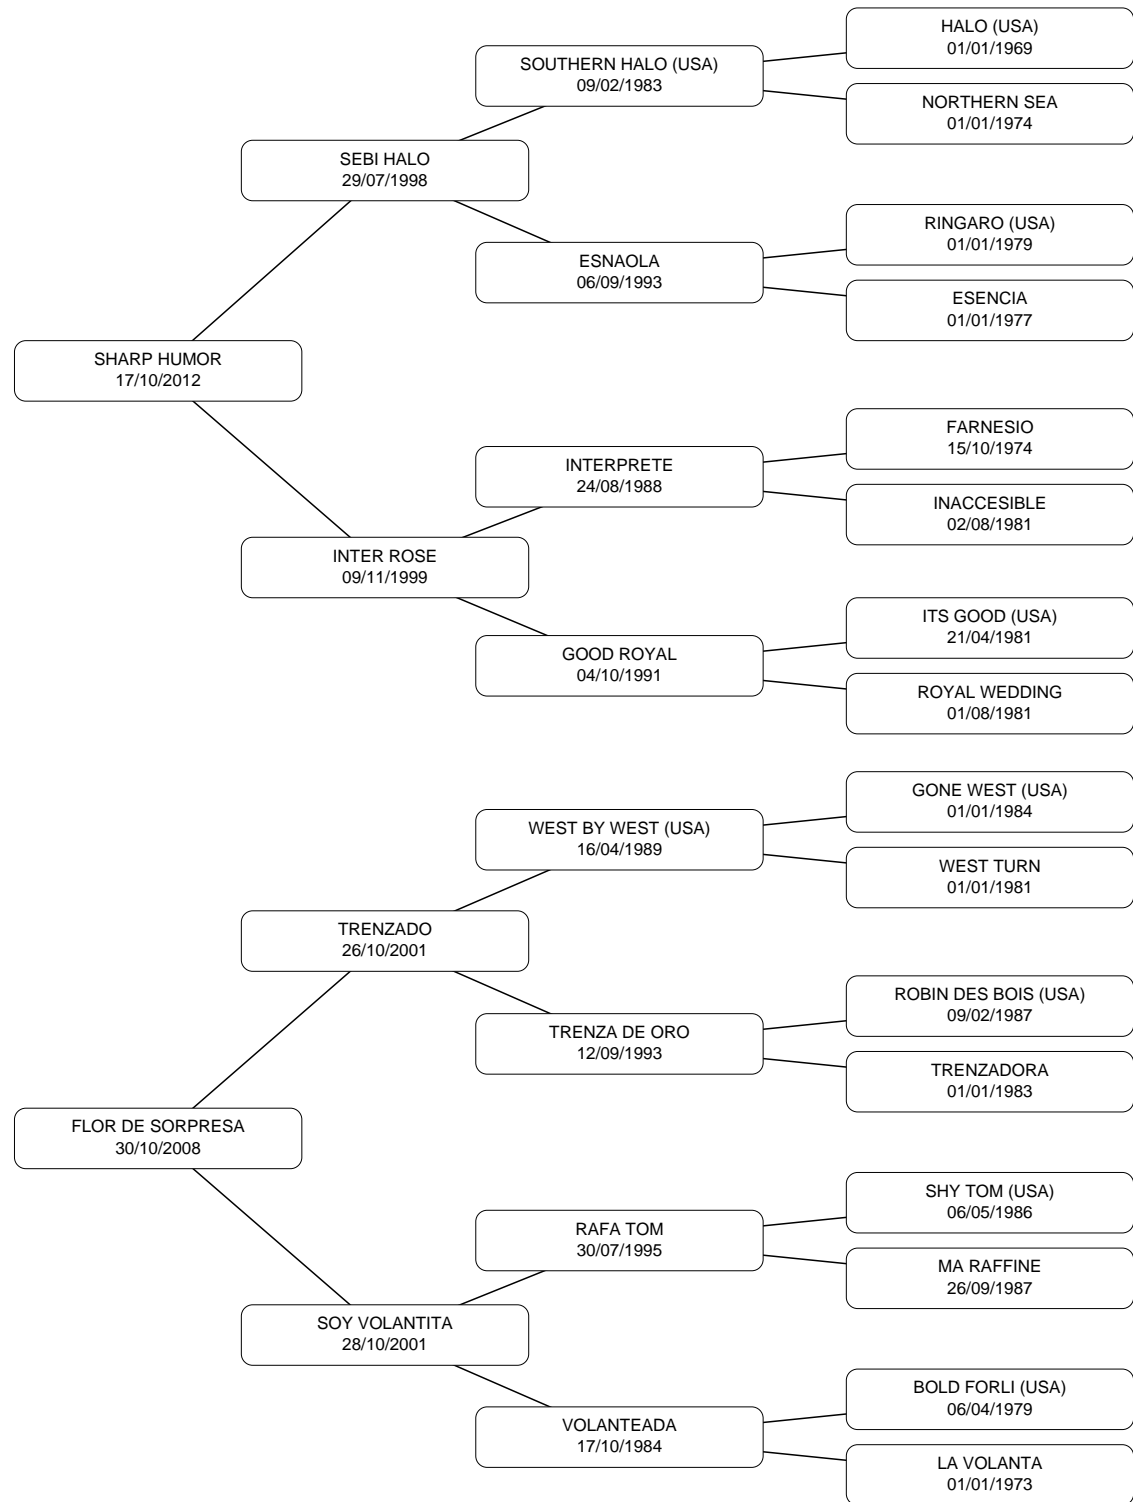 HALO (USA)
01/01/1969
SOUTHERN HALO (USA)
09/02/1983
NORTHERN SEA
01/01/1974
SEBI HALO
29/07/1998
RINGARO (USA)
01/01/1979
ESNAOLA
06/09/1993
ESENCIA
01/01/1977
SHARP HUMOR
17/10/2012
FARNESIO
15/10/1974
INTERPRETE
24/08/1988
INACCESIBLE
02/08/1981
INTER ROSE
09/11/1999
ITS GOOD (USA)
21/04/1981
GOOD ROYAL
04/10/1991
ROYAL WEDDING
01/08/1981
GONE WEST (USA)
01/01/1984
WEST BY WEST (USA)
16/04/1989
WEST TURN
01/01/1981
TRENZADO
26/10/2001
ROBIN DES BOIS (USA)
09/02/1987
TRENZA DE ORO
12/09/1993
TRENZADORA
01/01/1983
FLOR DE SORPRESA
30/10/2008
SHY TOM (USA)
06/05/1986
RAFA TOM
30/07/1995
MA RAFFINE
26/09/1987
SOY VOLANTITA
28/10/2001
BOLD FORLI (USA)
06/04/1979
VOLANTEADA
17/10/1984
LA VOLANTA
01/01/1973